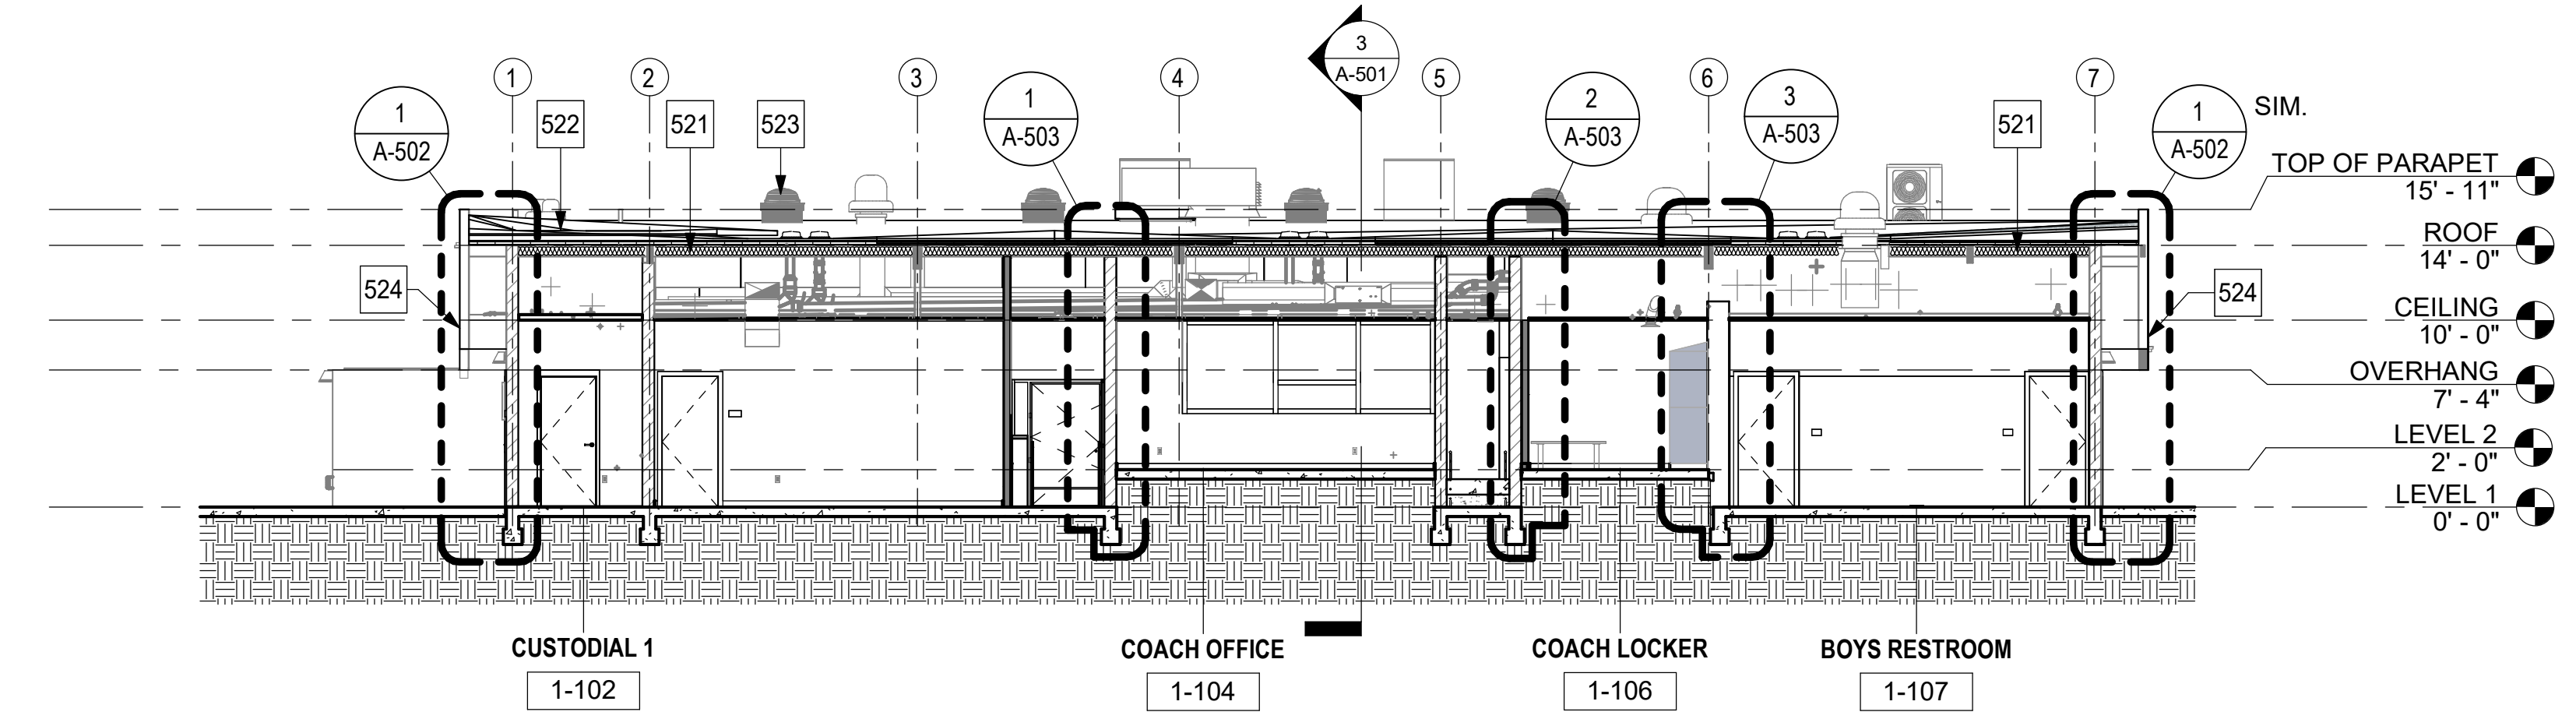 3
A-501
1
2
3
4
5
6
7
1
A-502
522
521
523
1
A-503
2
A-503
3
A-503
521
1
A-502
SIM.
TOP OF PARAPET
15' - 11"
ROOF
14' - 0"
524
524
CEILING
10' - 0"
OVERHANG
7' - 4"
LEVEL 2
2' - 0"
LEVEL 1
0' - 0"
CUSTODIAL 1
1-102
COACH OFFICE
1-104
COACH LOCKER
1-106
BOYS RESTROOM
1-107